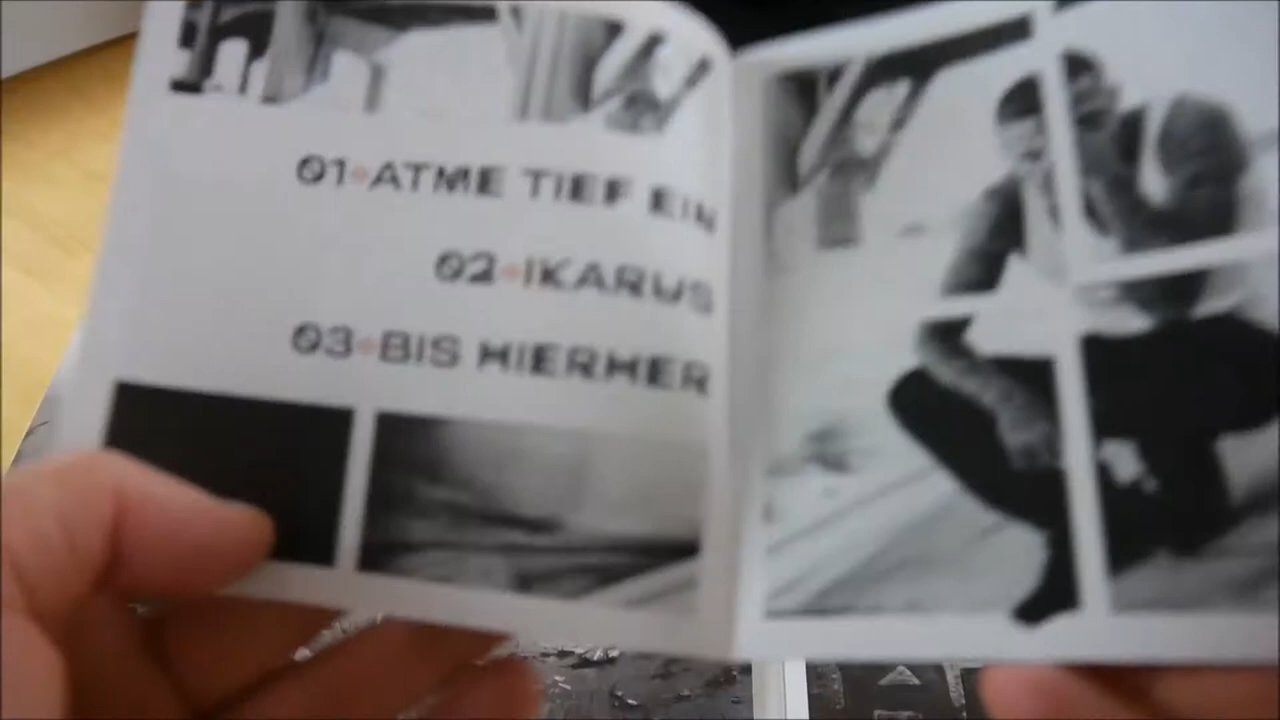 01•ATME TIEF EIN
02•IKARUS
03•BIS HIERHER